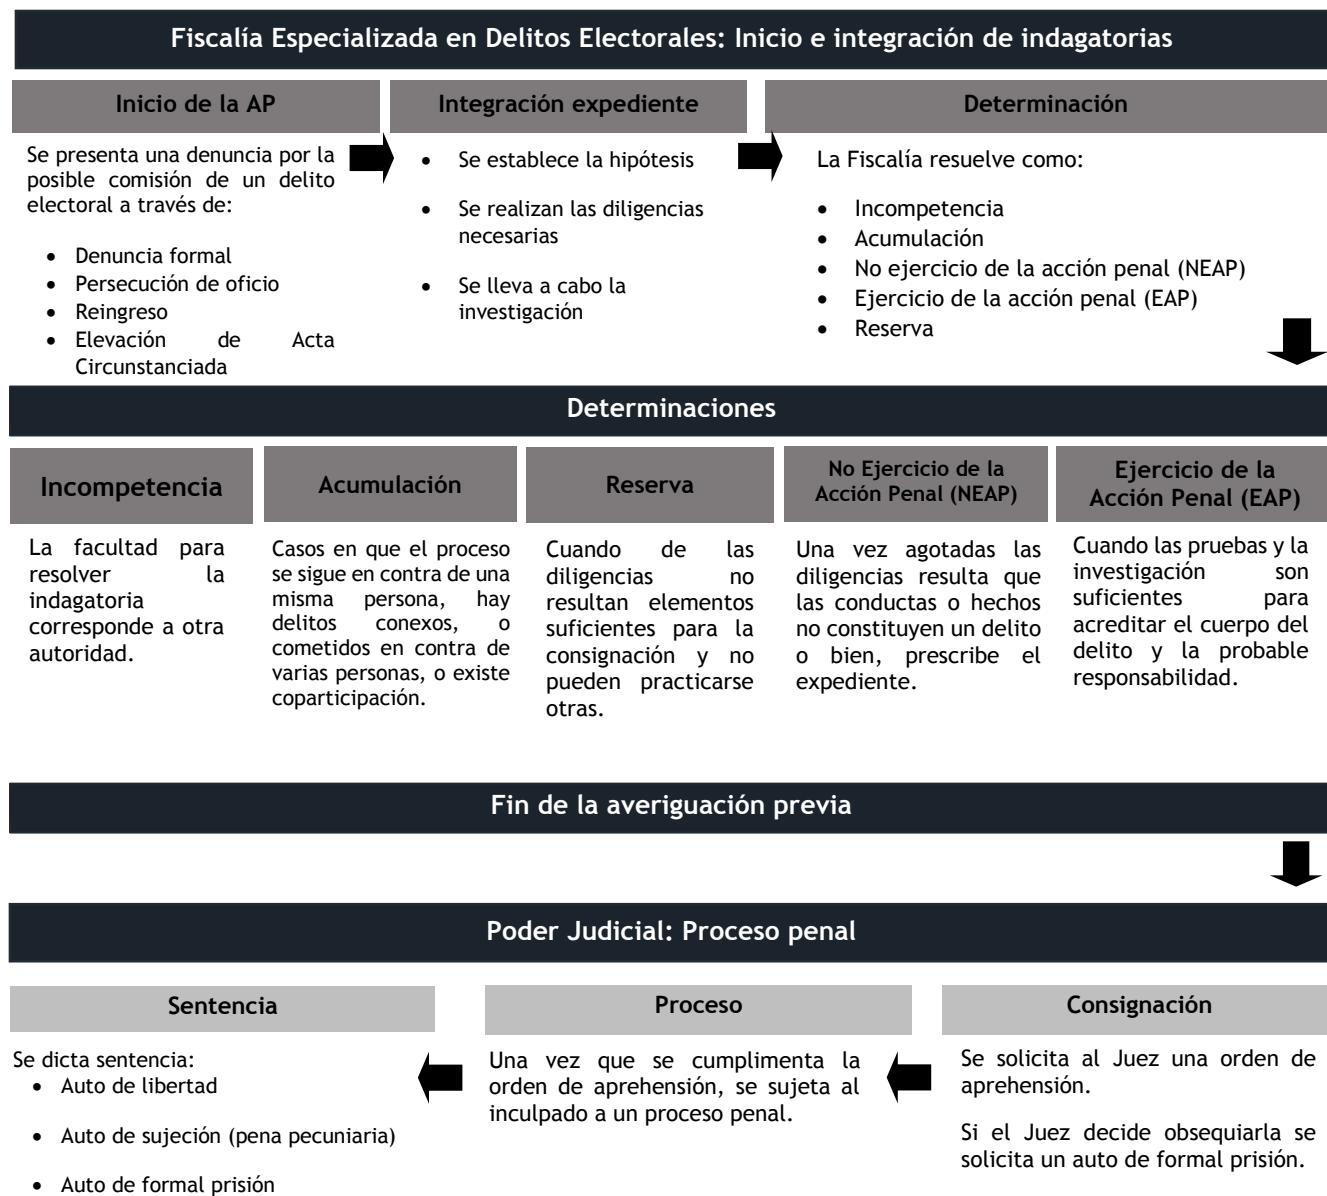 Fiscalía Especializada en Delitos Electorales: Inicio e integración de indagatorias
Inicio de la AP
Se presenta una denuncia por la
posible comisión de un delito
electoral a través de:
• Denuncia formal
• Persecución de oficio
• Reingreso
• Elevación de Acta
Circunstanciada
Integración expediente
• Se establece la hipótesis
• Se realizan las diligencias
necesarias
• Se lleva a cabo la
investigación
Determinación
La Fiscalía resuelve como:
• Incompetencia
• Acumulación
• No ejercicio de la acción penal (NEAP)
• Ejercicio de la acción penal (EAP)
• Reserva
Determinaciones
Incompetencia
La facultad para
resolver la
indagatoria
corresponde a otra
autoridad.
Acumulación
Casos en que el proceso
se sigue en contra de una
misma persona, hay
delitos conexos, o
cometidos en contra de
varias personas, o existe
coparticipación.
Reserva
Cuando de las
diligencias no
resultan elementos
suficientes para la
consignación y no
pueden practicarse
otras.
No Ejercicio de la
Acción Penal (NEAP)
Una vez agotadas las
diligencias resulta que
las conductas o hechos
no constituyen un delito
o bien, prescribe el
expediente.
Ejercicio de la
Acción Penal (EAP)
Cuando las pruebas y la
investigación son
suficientes para
acreditar el cuerpo del
delito y la probable
responsabilidad.
Fin de la averiguación previa
Poder Judicial: Proceso penal
Sentencia
Se dicta sentencia:
• Auto de libertad
• Auto de sujeción (pena pecuniaria)
• Auto de formal prisión
Proceso
Una vez que se cumplimenta la
orden de aprehensión, se sujeta al
inculpado a un proceso penal.
Consignación
Se solicita al Juez una orden de
aprehensión.
Si el Juez decide obsequiarla se
solicita un auto de formal prisión.